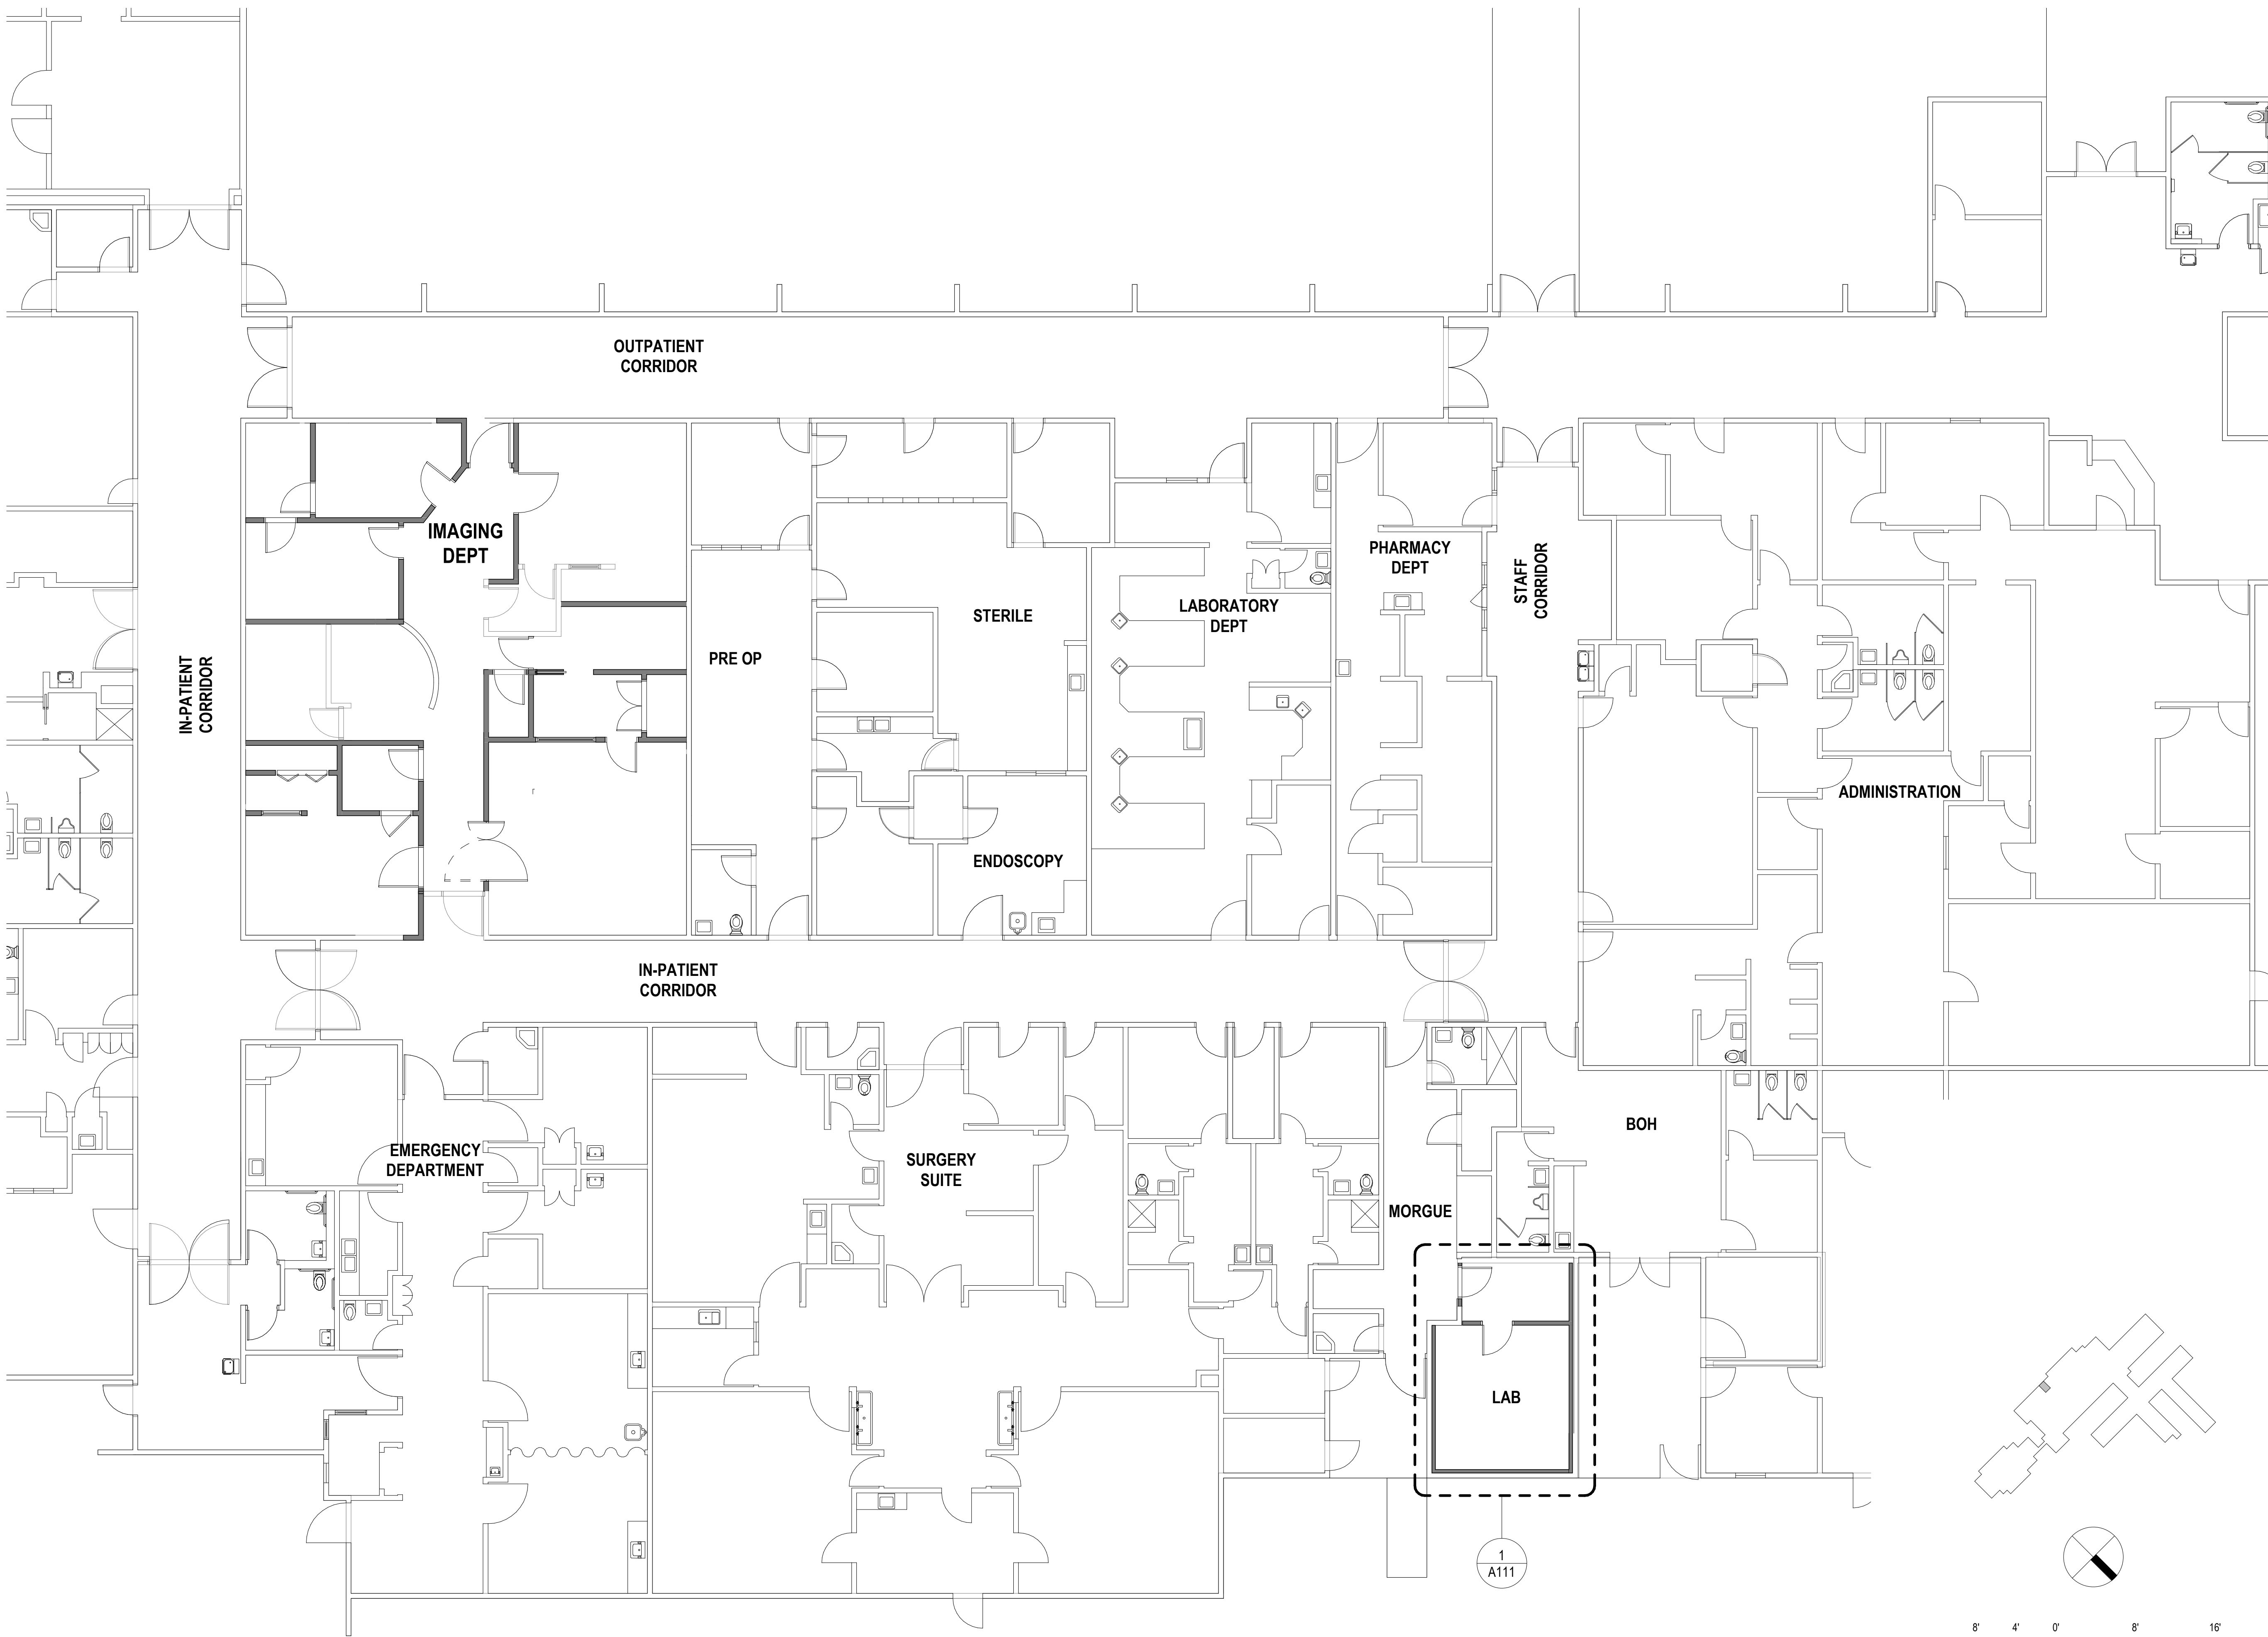 OUTPATIENT
CORRIDOR
IMAGING
DEPT
PHARMACY
DEPT
STAFF
CORRIDOR
STERILE
LABORATORY
DEPT
PRE OP
IN-PATIENT
CORRIDOR
ADMINISTRATION
ENDOSCOPY
IN-PATIENT
CORRIDOR
BOH
EMERGENCY
DEPARTMENT
SURGERY
SUITE
MORGUE
LAB
1
A111
8' 4' 0' 8' 16'